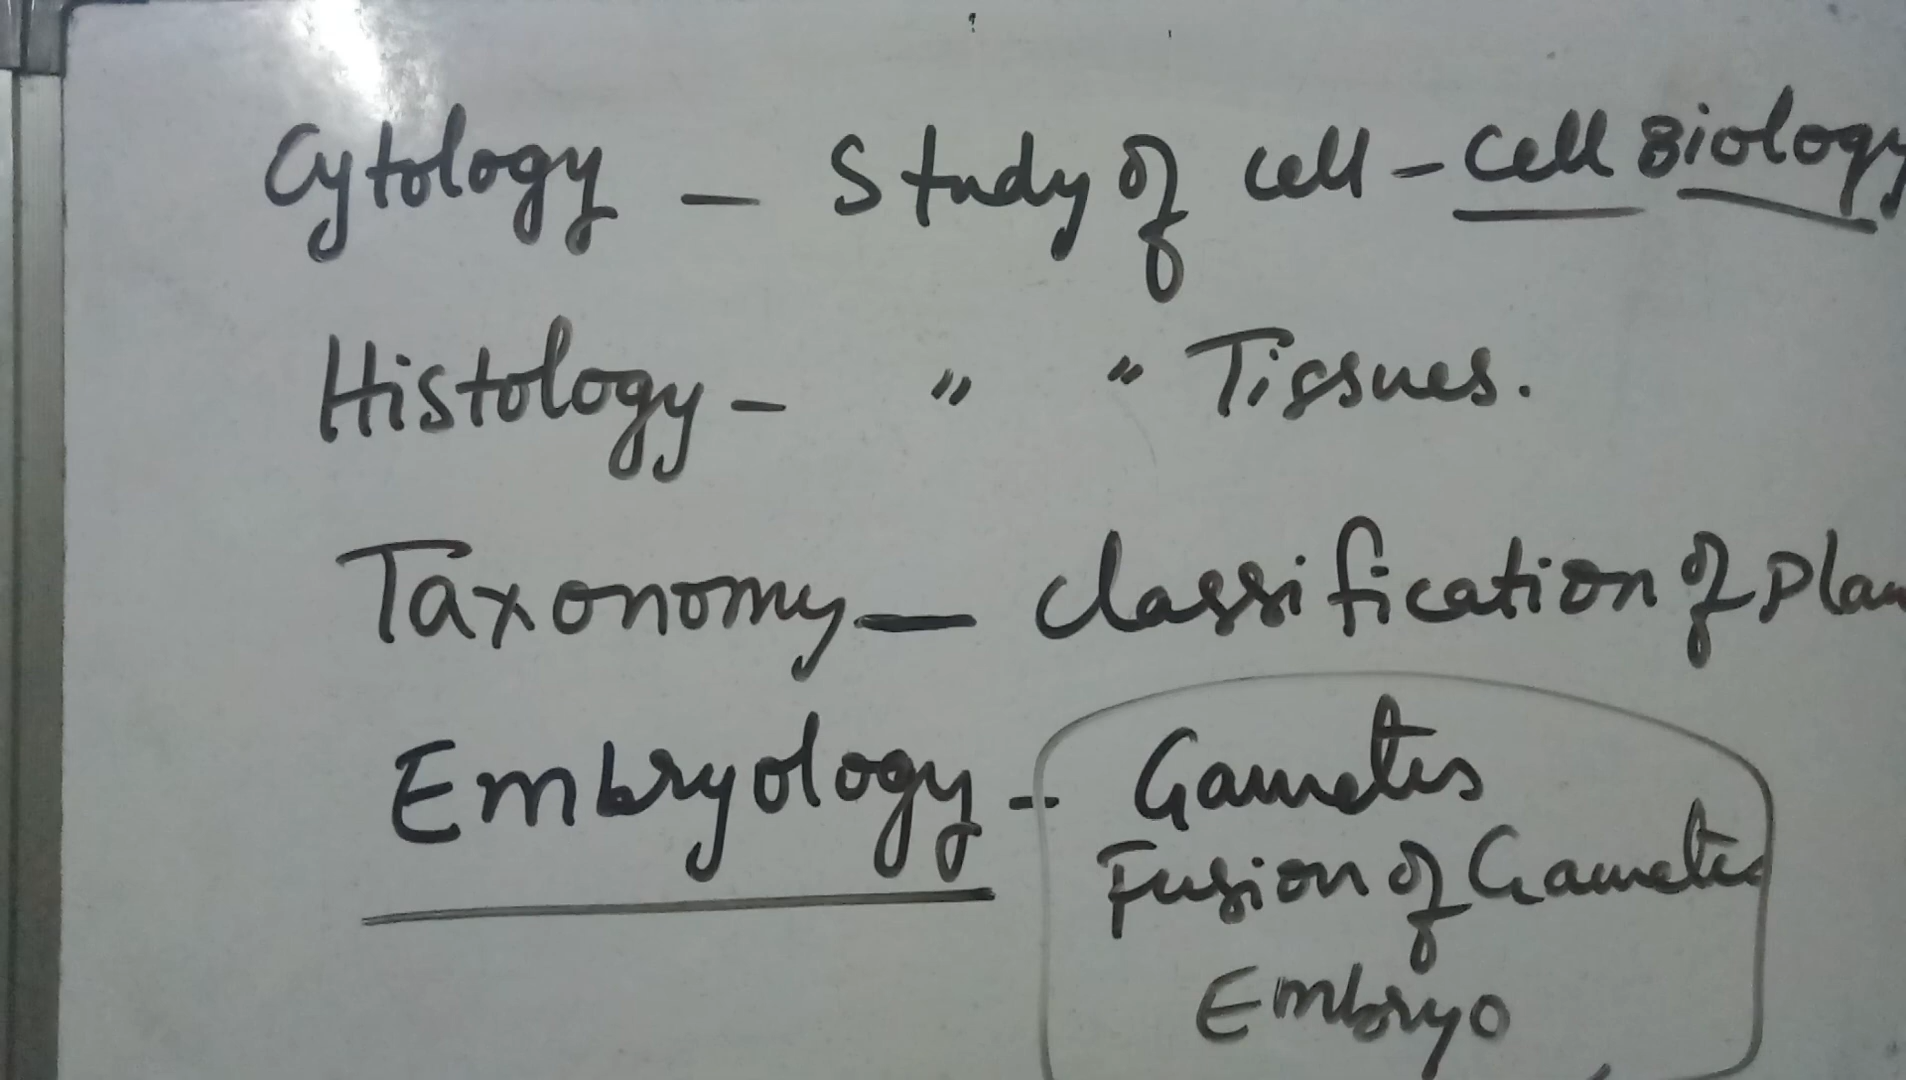 Cytology - Study of cell - Cell Biology
Histology - " " Tissues.
Taxonomy - classification of Plan
Embryology - Gametes
Fusion of Gametes
Embryo